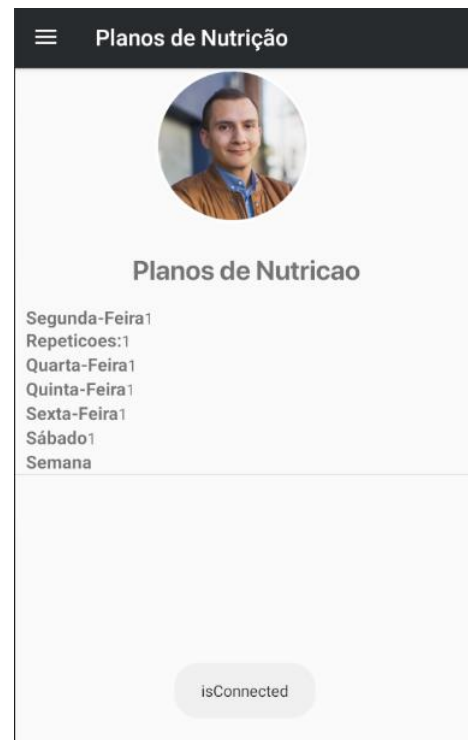 Planos de Nutrição
Planos de Nutricao
Segunda-Feira1
Repeticoes:1
Quarta-Feira1
Quinta-Feira1
Sexta-Feira1
Sábado1
Semana
isConnected